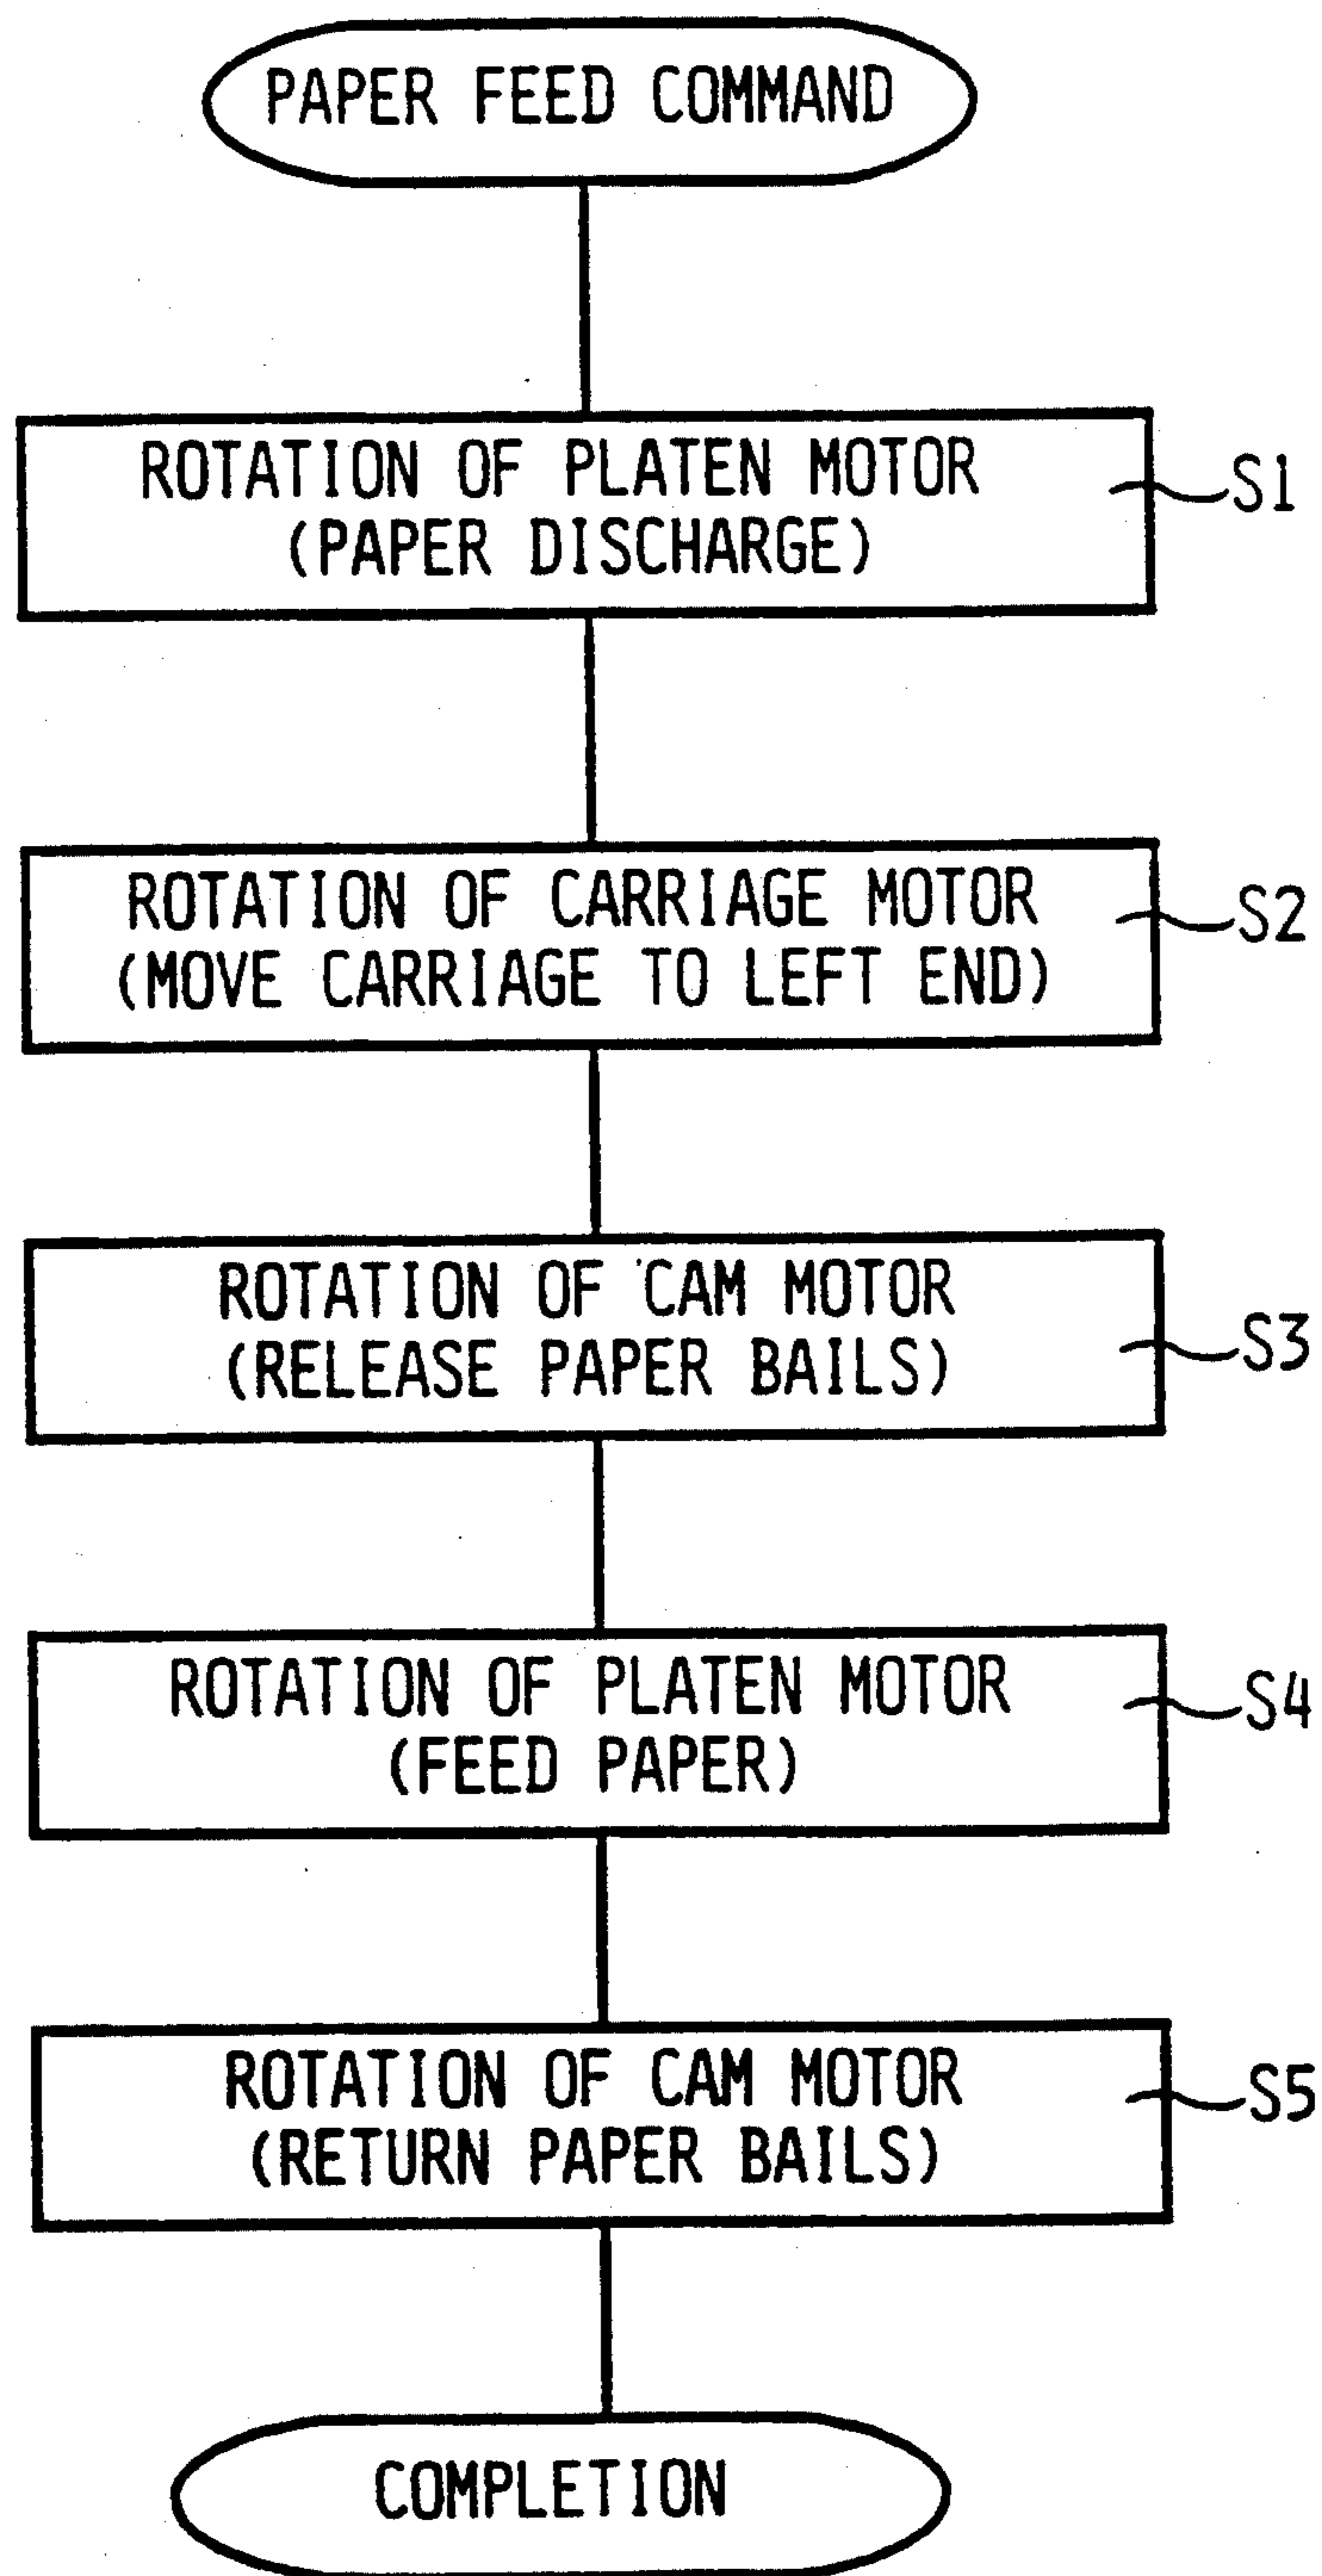 PAPER FEED COMMAND
ROTATION OF PLATEN MOTOR
(PAPER DISCHARGE)
S1
ROTATION OF CARRIAGE MOTOR
(MOVE CARRIAGE TO LEFT END)
S2
ROTATION OF CAM MOTOR
(RELEASE PAPER BAILS)
S3
ROTATION OF PLATEN MOTOR
(FEED PAPER)
S4
ROTATION OF CAM MOTOR
(RETURN PAPER BAILS)
S5
COMPLETION